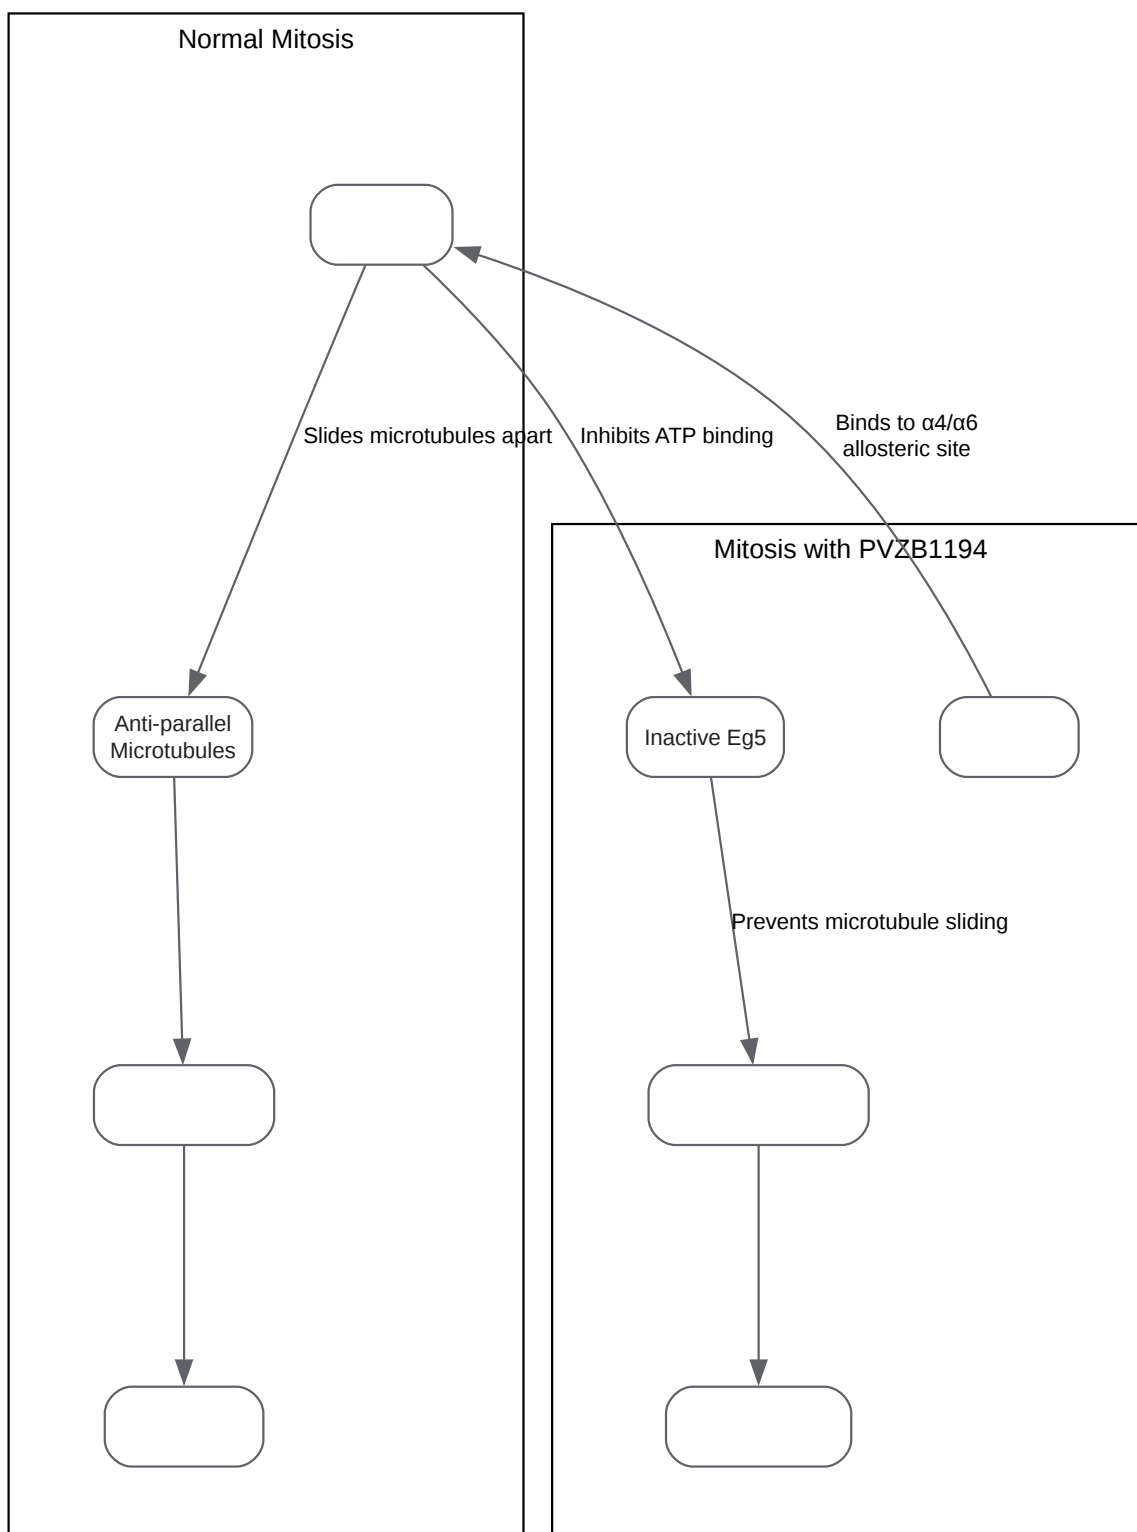 Normal Mitosis
Slides microtubules apart
Inhibits ATP binding
Binds to α4/α6
allosteric site
Mitosis with PVZB1194
Anti-parallel
Microtubules
Inactive Eg5
Prevents microtubule sliding